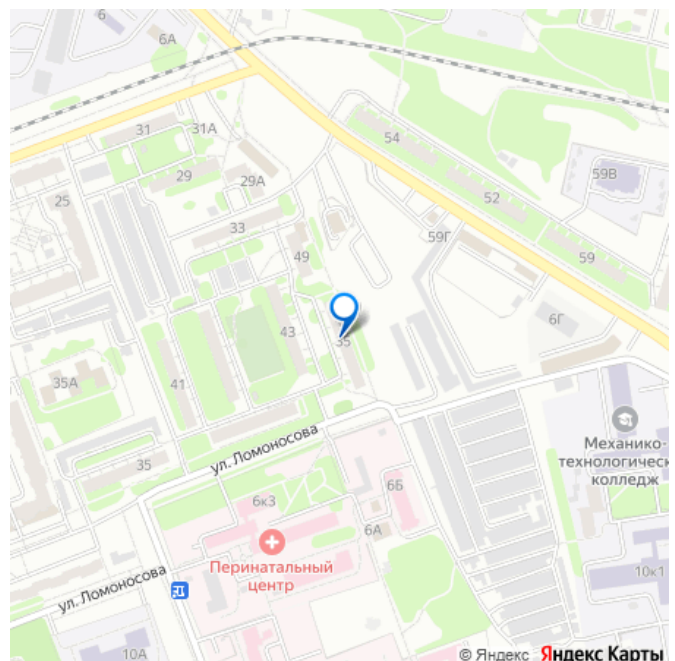 6
6А
31
31А
54
29
59В
29А
25
52
33
59Г
49
59
6Г
43
35
41
35А
ул. Ломоносова
35
Механико-
технологическ
колледж
6Б
6к3
6А
Перинатальный
центр
10к1
ул. Ломоносова
10А
© Яндекс Яндекс Карты